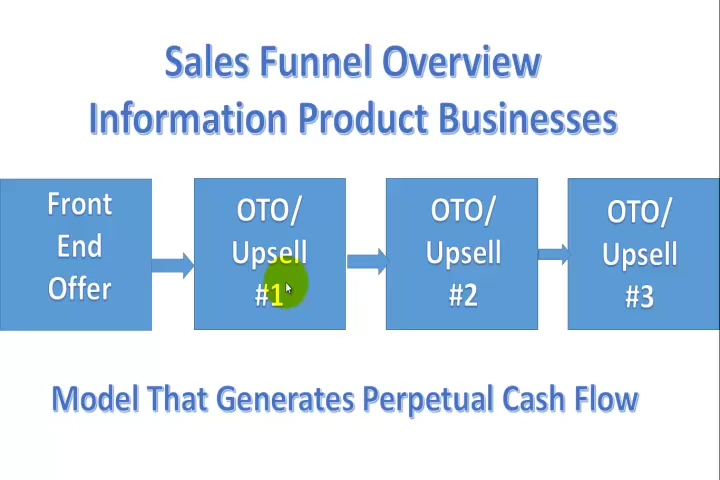 Sales Funnel Overview
Information Product Businesses
Front
End
Offer
OTO/
Upsell
#1
OTO/
Upsell
#2
OTO/
Upsell
#3
Model That Generates Perpetual Cash Flow